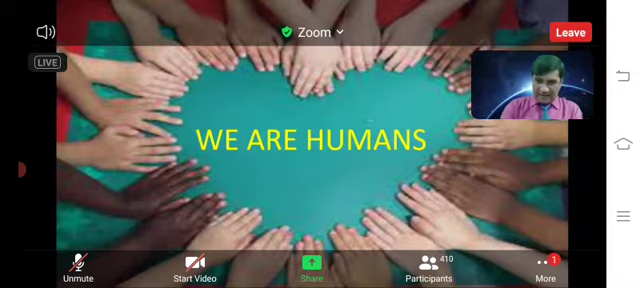 Zoom
Leave
LIVE
WE ARE HUMANS
Unmute
Start Video
Share
Participants
410
More
1